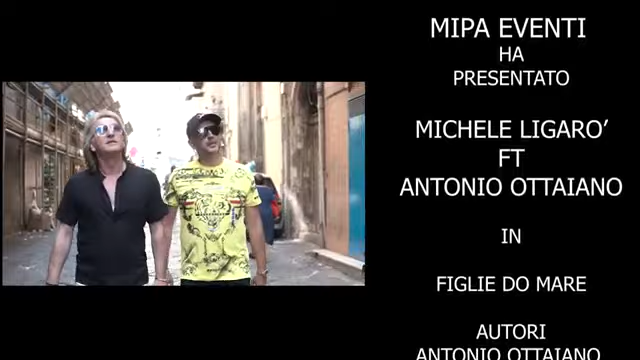 MIPA EVENTI
HA
PRESENTATO
MICHELE LIGARO'
FT
ANTONIO OTTAIANO
IN
FIGLIE DO MARE
AUTORI
ANTONIO OTTAIANO